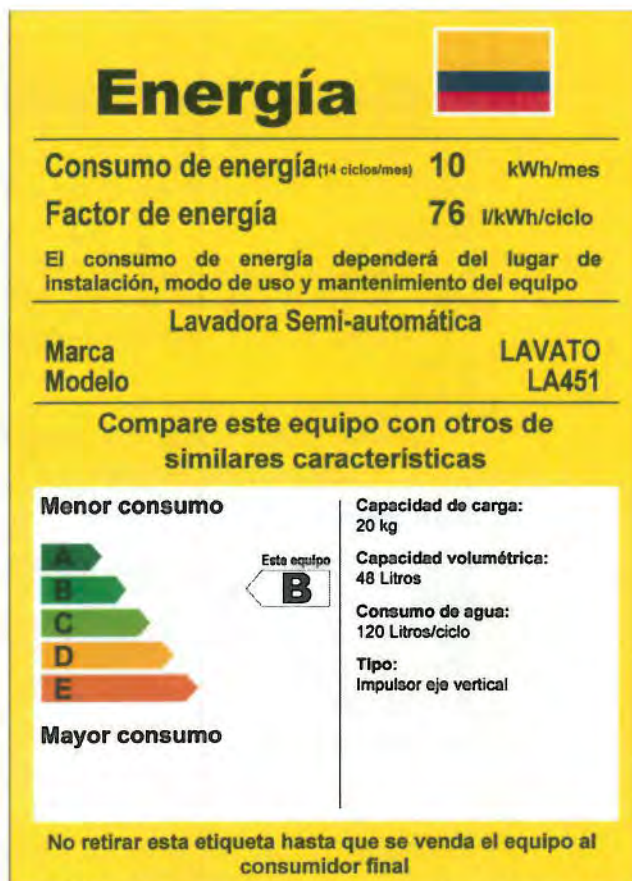 Energía
Consumo de energía(14 ciclos/mes) 10 kWh/mes
Factor de energía 76 l/kWh/ciclo
El consumo de energía dependerá del lugar de
instalación, modo de uso y mantenimiento del equipo
Lavadora Semi-automática
Marca LAVATO
Modelo LA451
Compare este equipo con otros de
similares características
Menor consumo
A
B
C
D
E
Mayor consumo
Este equipo
B
Capacidad de carga:
20 kg
Capacidad volumétrica:
48 Litros
Consumo de agua:
120 Litros/ciclo
Tipo:
Impulsor eje vertical
No retirar esta etiqueta hasta que se venda el equipo al
consumidor final